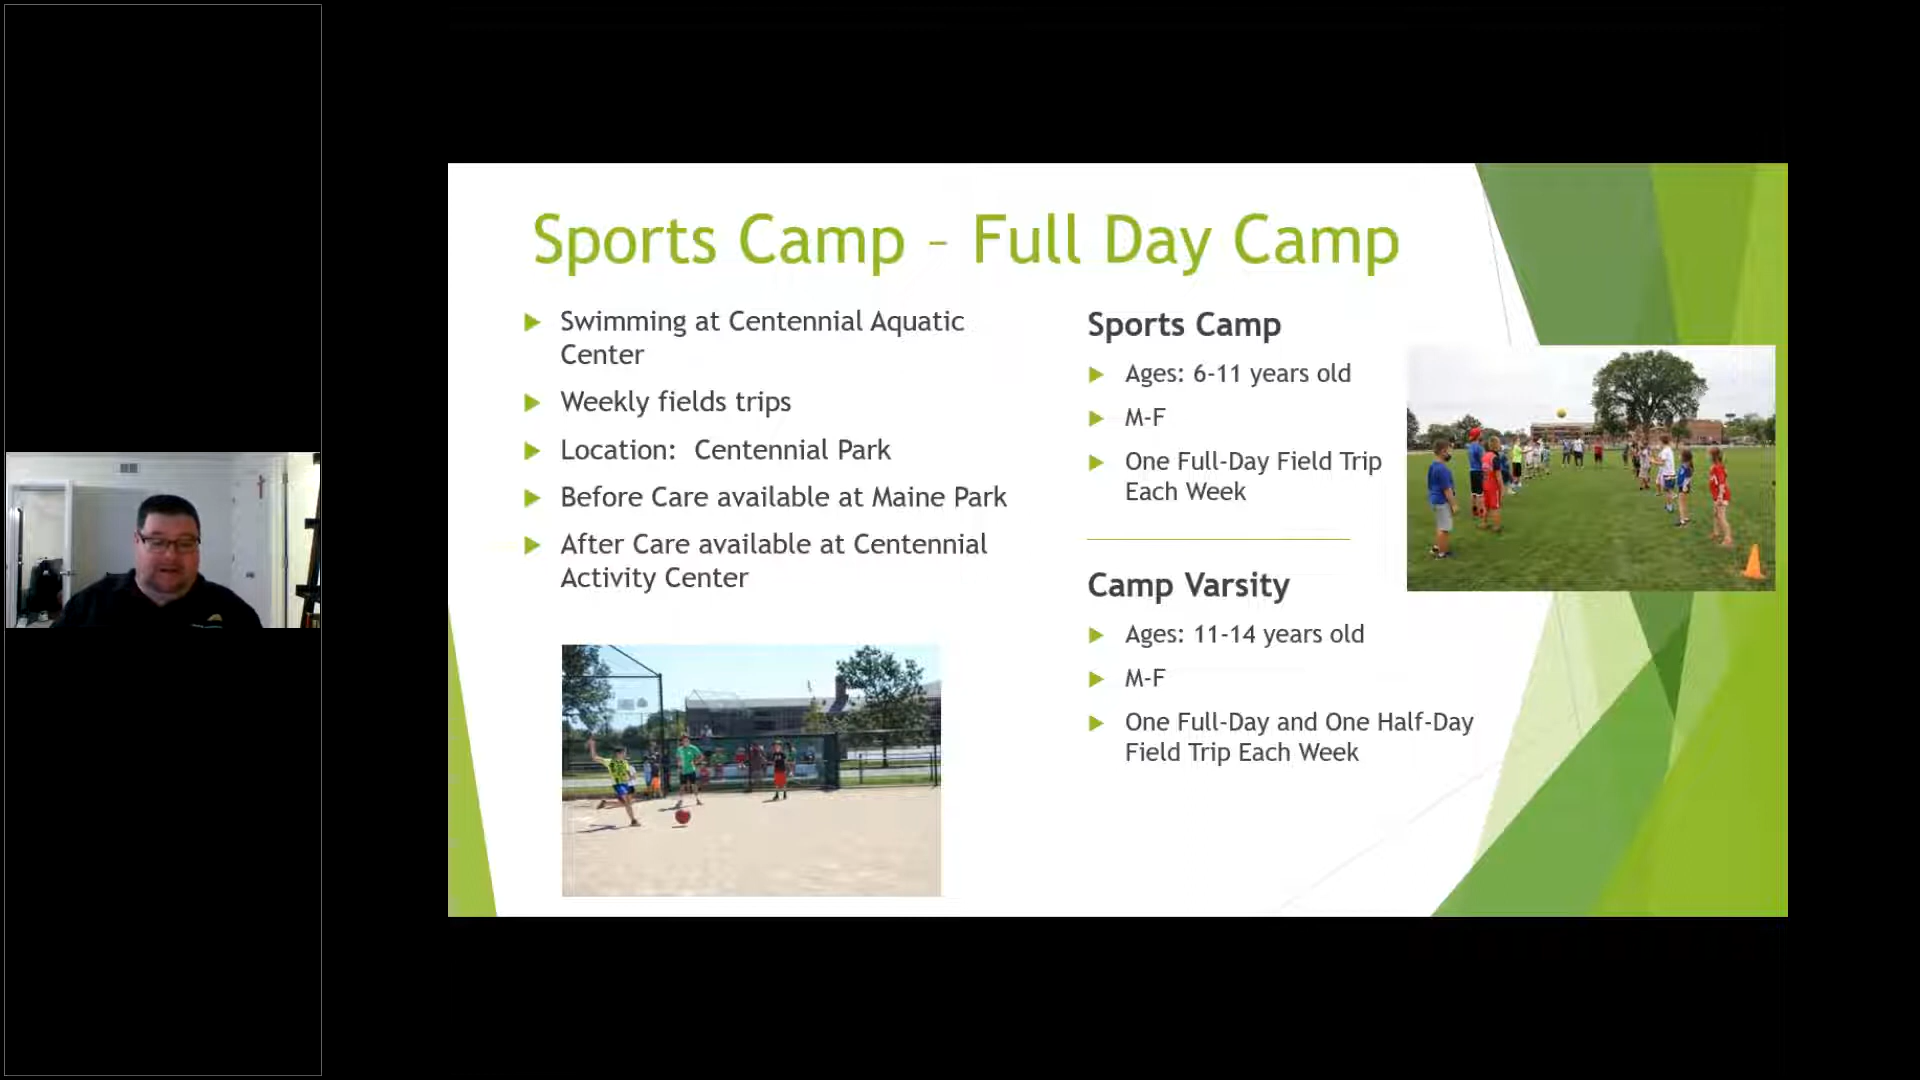 Sports Camp – Full Day Camp
Swimming at Centennial Aquatic
Center
Weekly fields trips
Location:  Centennial Park
Before Care available at Maine Park
After Care available at Centennial
Activity Center
Sports Camp
Ages: 6-11 years old
M-F
One Full-Day Field Trip
Each Week
Camp Varsity
Ages: 11-14 years old
M-F
One Full-Day and One Half-Day
Field Trip Each Week